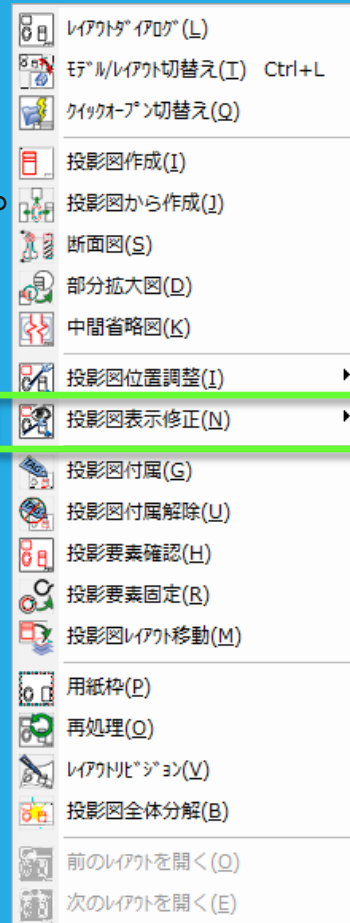 ﾚｲｱｳﾄﾀﾞｲｱﾛｸﾞ(L)
ﾓﾃﾞﾙ/ﾚｲｱｳﾄ切替え(T) Ctrl+L
ｸｲｯｸｵｰﾌﾟﾝ切替え(Q)
投影図作成(I)
投影図から作成(J)
断面図(S)
部分拡大図(D)
中間省略図(K)
投影図位置調整(I)
投影図表示修正(N)
投影図付属(G)
投影図付属解除(U)
投影要素確認(H)
投影要素固定(R)
投影図ﾚｲｱｳﾄ移動(M)
用紙枠(P)
再処理(O)
ﾚｲｱｳﾄﾘﾋﾞｼﾞｮﾝ(V)
投影図全体分解(B)
前のﾚｲｱｳﾄを開く(O)
次のﾚｲｱｳﾄを開く(E)